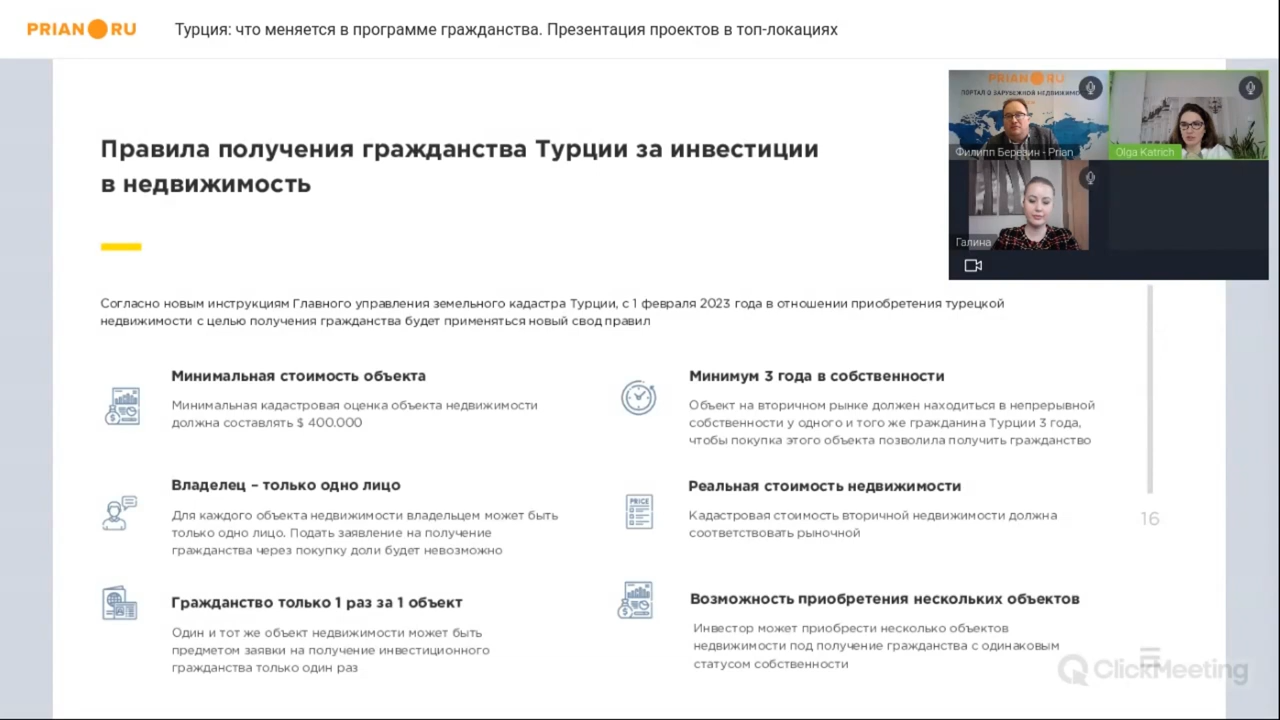 PRIAN RU
Турция: что меняется в программе гражданства. Презентация проектов в топ-локациях
PRIAN RU
ПОРТАЛ О ЗАРУБЕЖНОЙ НЕДВИЖИМО
Филипп Березин - Prian
Olga Katrich
Галина
Правила получения гражданства Турции за инвестиции
в недвижимость
Согласно новым инструкциям Главного управления земельного кадастра Турции, с 1 февраля 2023 года в отношении приобретения турецкой
недвижимости с целью получения гражданства будет применяться новый свод правил
Минимальная стоимость объекта
Минимальная кадастровая оценка объекта недвижимости
должна составлять $ 400.000
Владелец – только одно лицо
Для каждого объекта недвижимости владельцем может быть
только одно лицо. Подать заявление на получение
гражданства через покупку доли будет невозможно
Гражданство только 1 раз за 1 объект
Один и тот же объект недвижимости может быть
предметом заявки на получение инвестиционного
гражданства только один раз
Минимум 3 года в собственности
Объект на вторичном рынке должен находиться в непрерывной
собственности у одного и того же гражданина Турции 3 года,
чтобы покупка этого объекта позволила получить гражданство
PRICE
Реальная стоимость недвижимости
Кадастровая стоимость вторичной недвижимости должна
соответствовать рыночной
Возможность приобретения нескольких объектов
Инвестор может приобрести несколько объектов
недвижимости под получение гражданства с одинаковым
статусом собственности
16
ClickMeeting